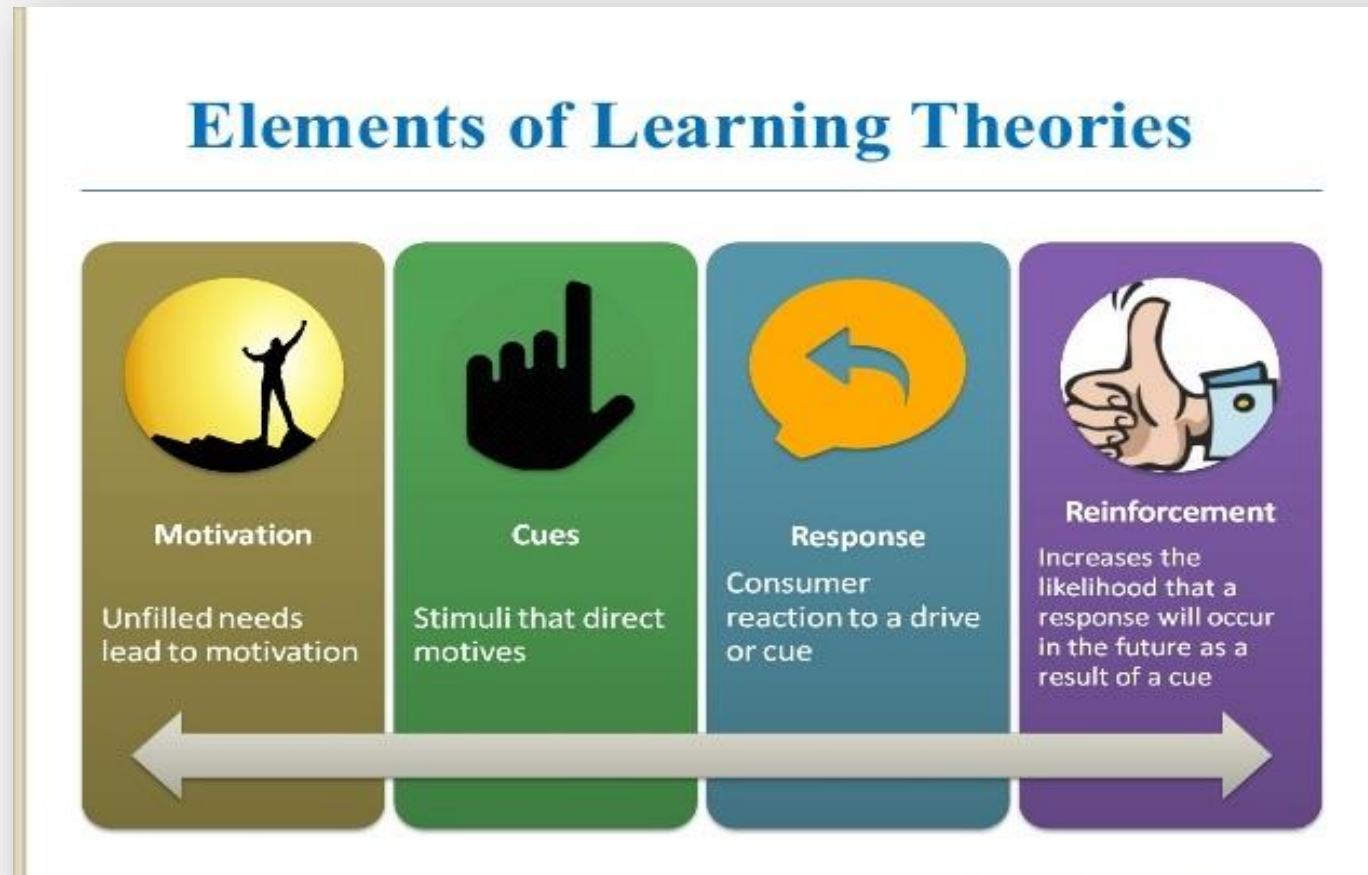 Elements of Learning Theories
Motivation
Unfilled needs
lead to motivation
Cues
Stimuli that direct
motives
Response
Consumer
reaction to a drive
or cue
Reinforcement
Increases the
likelihood that a
response will occur
in the future as a
result of a cue